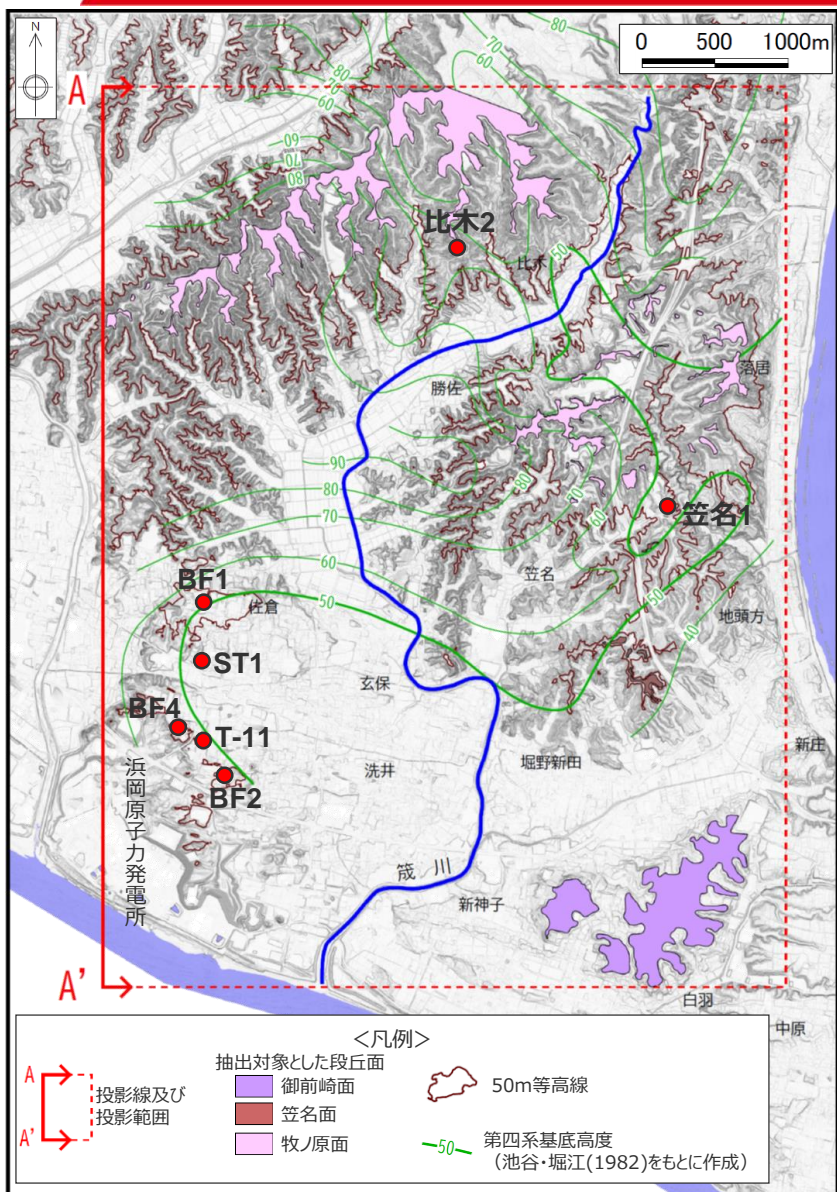 N
0 500 1000m
80
70
60
80
70
60
A
60
70
80
比木2
50
比木
落居
勝佐
90
80
70
80
70
60
笠名1
60
笠名
BF1
佐倉
50
50
地頭方
40
ST1
玄保
BF4
T-11
新庄
堀野新田
洗井
BF2
浜岡原子力発電所
筬川
新神子
A'
白羽
中原
<凡例>
抽出対象とした段丘面
A
A'
投影線及び
投影範囲
御前崎面
笠名面
牧ノ原面
50m等高線
50
第四系基底高度
(池谷・堀江(1982)をもとに作成)